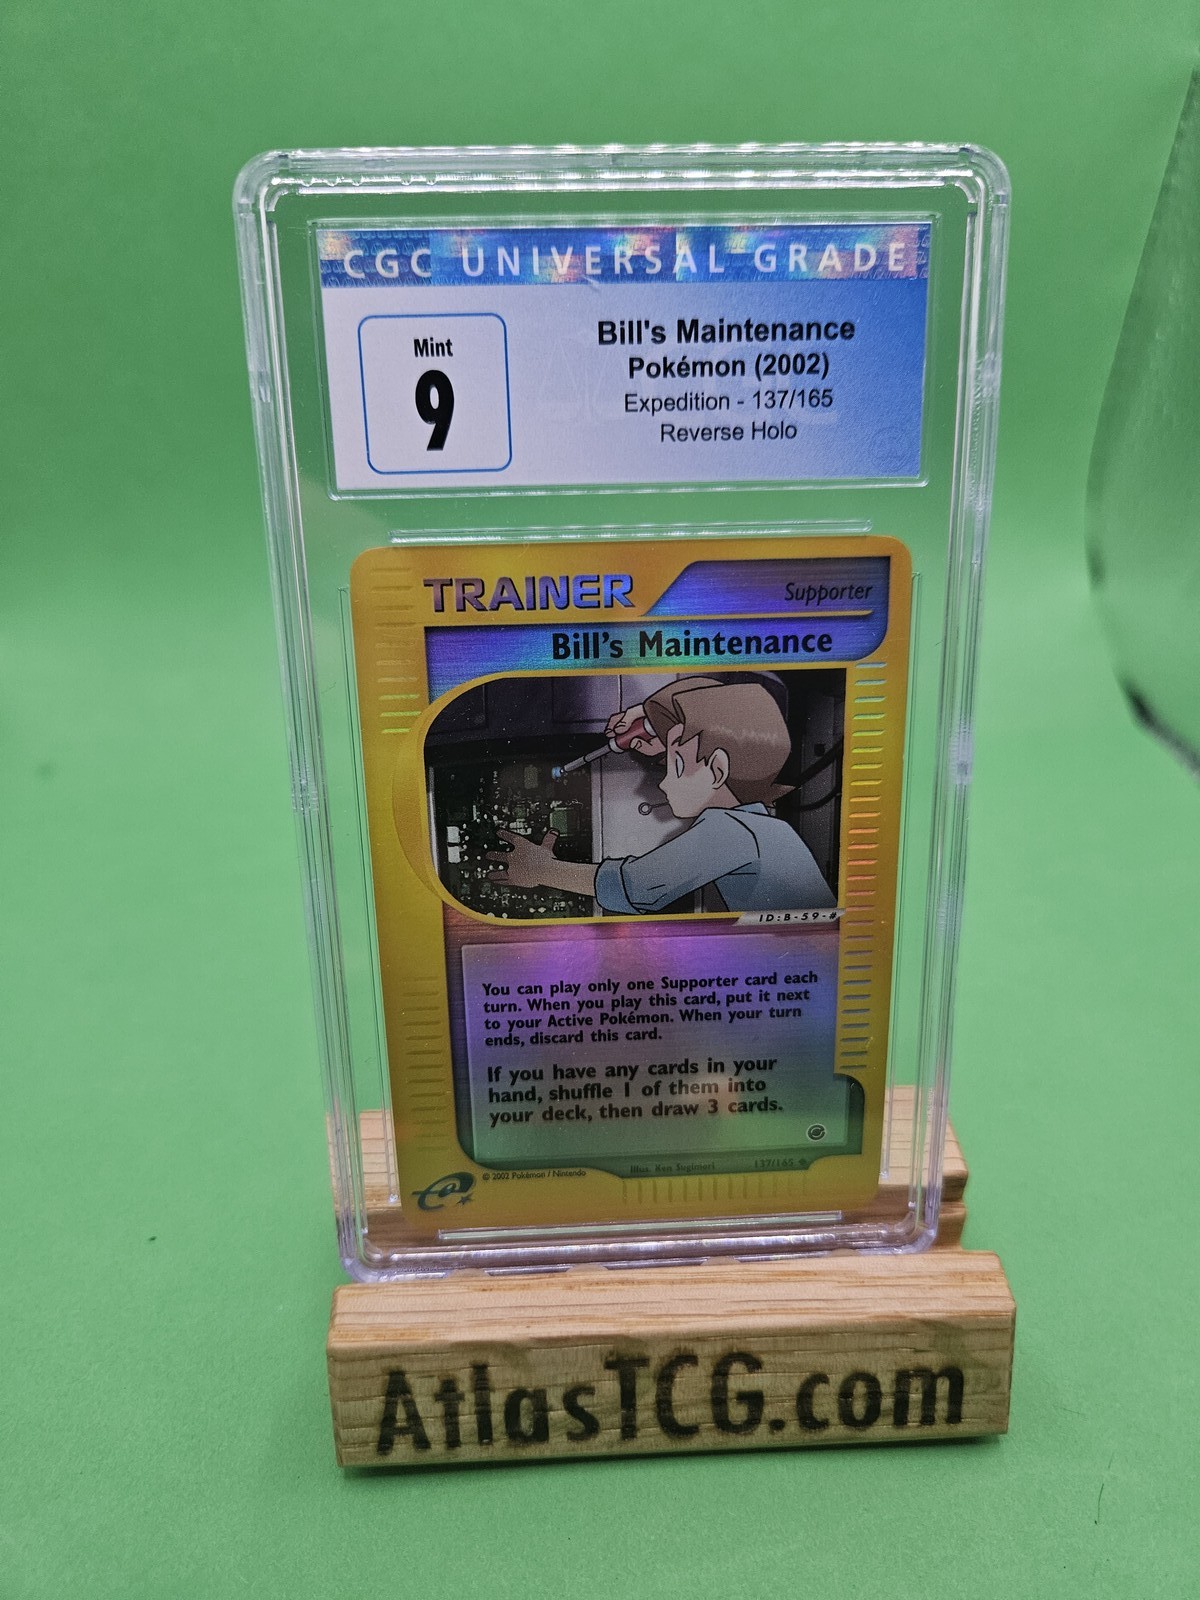 CGC UNIVERSAL GRADE
Mint
9
Bill's Maintenance
Pokémon (2002)
Expedition - 137/165
Reverse Holo
TRAINER
Supporter
Bill's Maintenance
ID:B-59-#
You can play only one Supporter card each
turn. When you play this card, put it next
to your Active Pokémon. When your turn
ends, discard this card.
If you have any cards in your
hand, shuffle 1 of them into
your deck, then draw 3 cards.
Illus. Ken Sugimori
137/165
© 2002 Pokémon / Nintendo
e
AtlasTCG.com